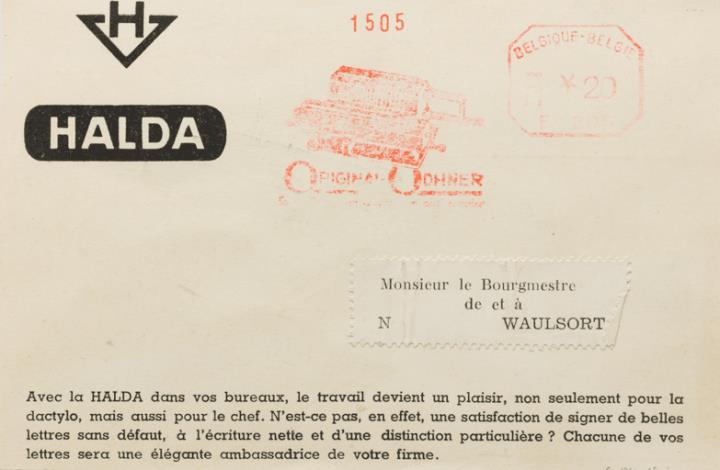 H
HALDA
1505
BELGIQUE-BELGIE
* 20
ORIGINAL-ODHNER
Monsieur le Bourgmestre
de et à
N WAULSORT
Avec la HALDA dans vos bureaux, le travail devient un plaisir, non seulement pour la
dactylo, mais aussi pour le chef. N'est-ce pas, en effet, une satisfaction de signer de belles
lettres sans défaut, à l'écriture nette et d'une distinction particulière ? Chacune de vos
lettres sera une élégante ambassadrice de votre firme.